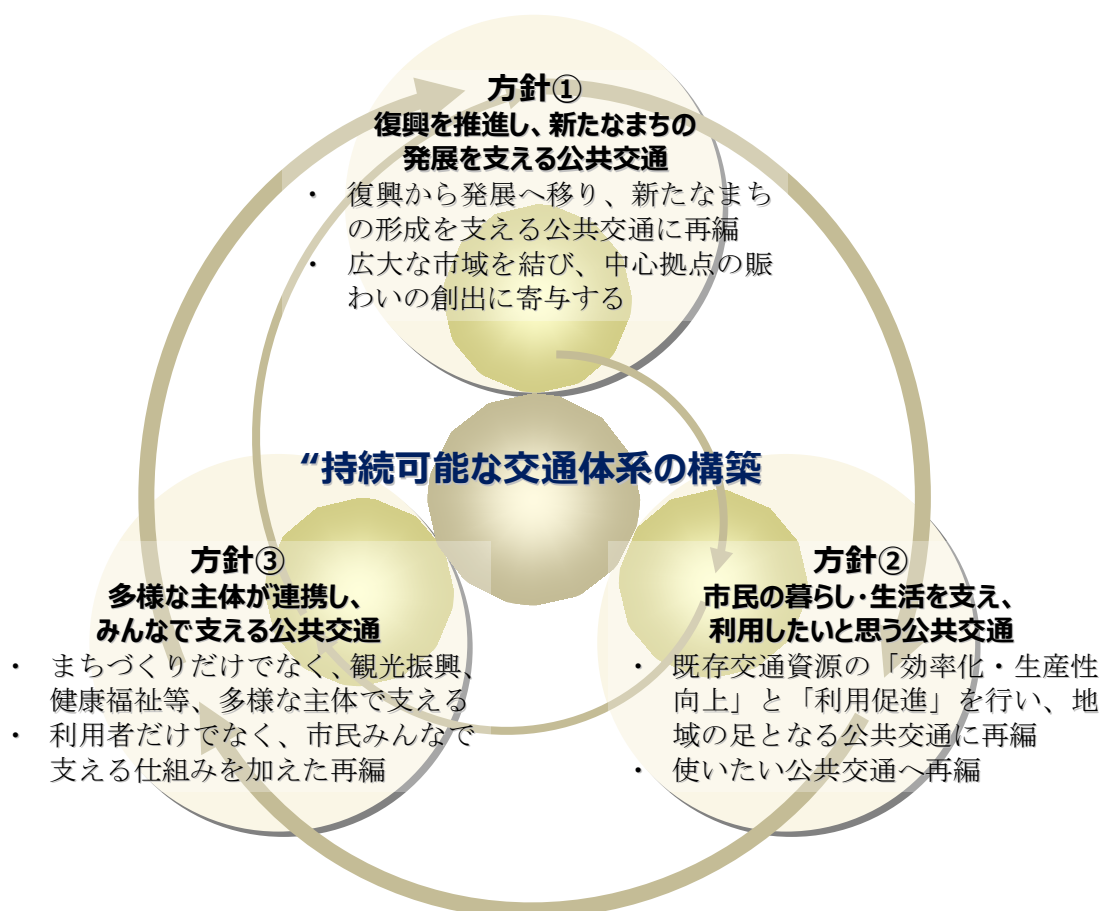 方針①
復興を推進し、新たなまちの
発展を支える公共交通
・ 復興から発展へ移り、新たなまち
の形成を支える公共交通に再編
・ 広大な市域を結び、中心拠点の賑
わいの創出に寄与する
“持続可能な交通体系の構築
方針③
多様な主体が連携し、
みんなで支える公共交通
・ まちづくりだけでなく、観光振興、
健康福祉等、多様な主体で支える
・ 利用者だけでなく、市民みんなで
支える仕組みを加えた再編
方針②
市民の暮らし・生活を支え、
利用したいと思う公共交通
・ 既存交通資源の「効率化・生産性
向上」と「利用促進」を行い、地
域の足となる公共交通に再編
・ 使いたい公共交通へ再編